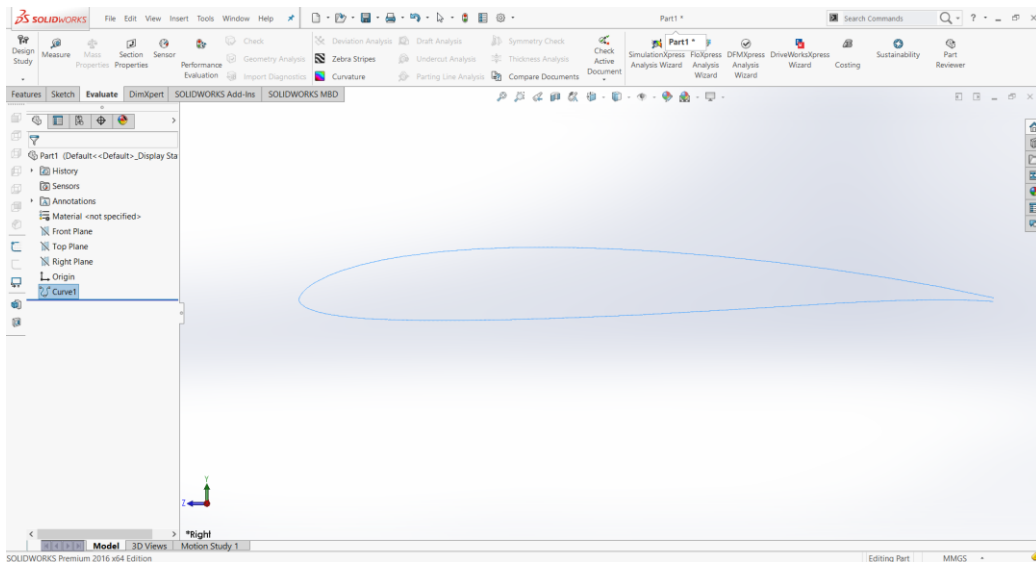 SOLIDWORKS File Edit View Insert Tools Window Help Part1 * Search Commands
Design Study Measure Mass Properties Section Properties Sensor Performance Evaluation Check Geometry Analysis Import Diagnostics Deviation Analysis Zebra Stripes Curvature Draft Analysis Undercut Analysis Parting Line Analysis Symmetry Check Thickness Analysis Compare Documents Check Active Document SimulationXpress Analysis Wizard FloXpress Analysis Wizard DFMXpress Analysis Wizard DriveWorksXpress Wizard Costing Sustainability Part Reviewer
Part1 *
Features Sketch Evaluate DimXpert SOLIDWORKS Add-Ins SOLIDWORKS MBD
Part1 (Default<<Default>_Display Sta
History
Sensors
Annotations
Material <not specified>
Front Plane
Top Plane
Right Plane
Origin
Curve1
Y
Z
*Right
Model 3D Views Motion Study 1
SOLIDWORKS Premium 2016 x64 Edition Editing Part MMGS